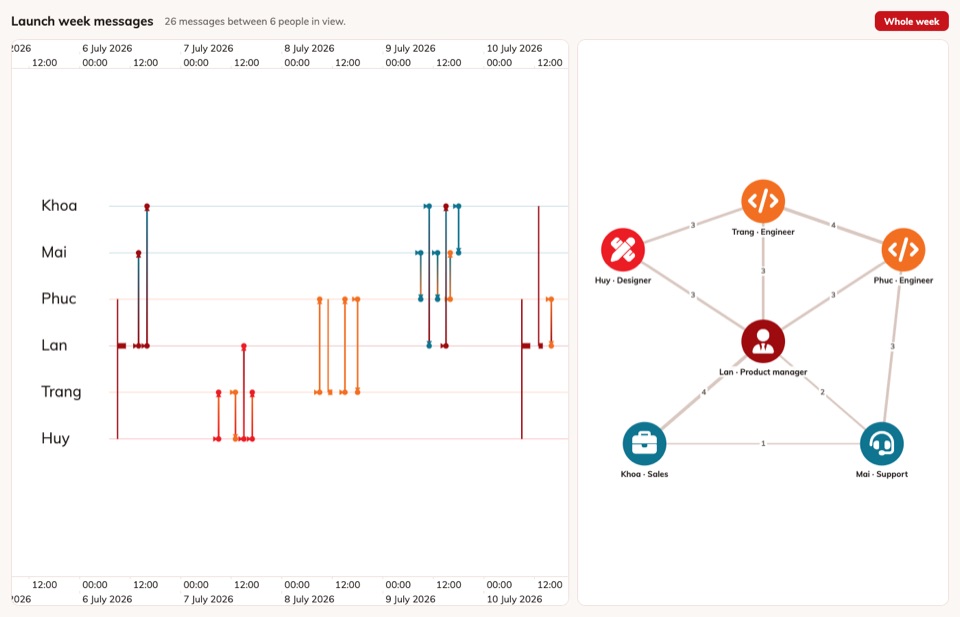 Launch week messages 26 messages between 6 people in view. Whole week
2026 6 July 2026 7 July 2026 8 July 2026 9 July 2026 10 July 2026
12:00 00:00 12:00 00:00 12:00 00:00 12:00 00:00 12:00 00:00 12:00
Khoa
Mai
Phuc
Lan
Trang
Huy
12:00 00:00 12:00 00:00 12:00 00:00 12:00 00:00 12:00 00:00 12:00
2026 6 July 2026 7 July 2026 8 July 2026 9 July 2026 10 July 2026
3 4
Trang · Engineer
3
Huy · Designer Phuc · Engineer
3 3
3
Lan · Product manager
4 2
1
Khoa · Sales Mai · Support